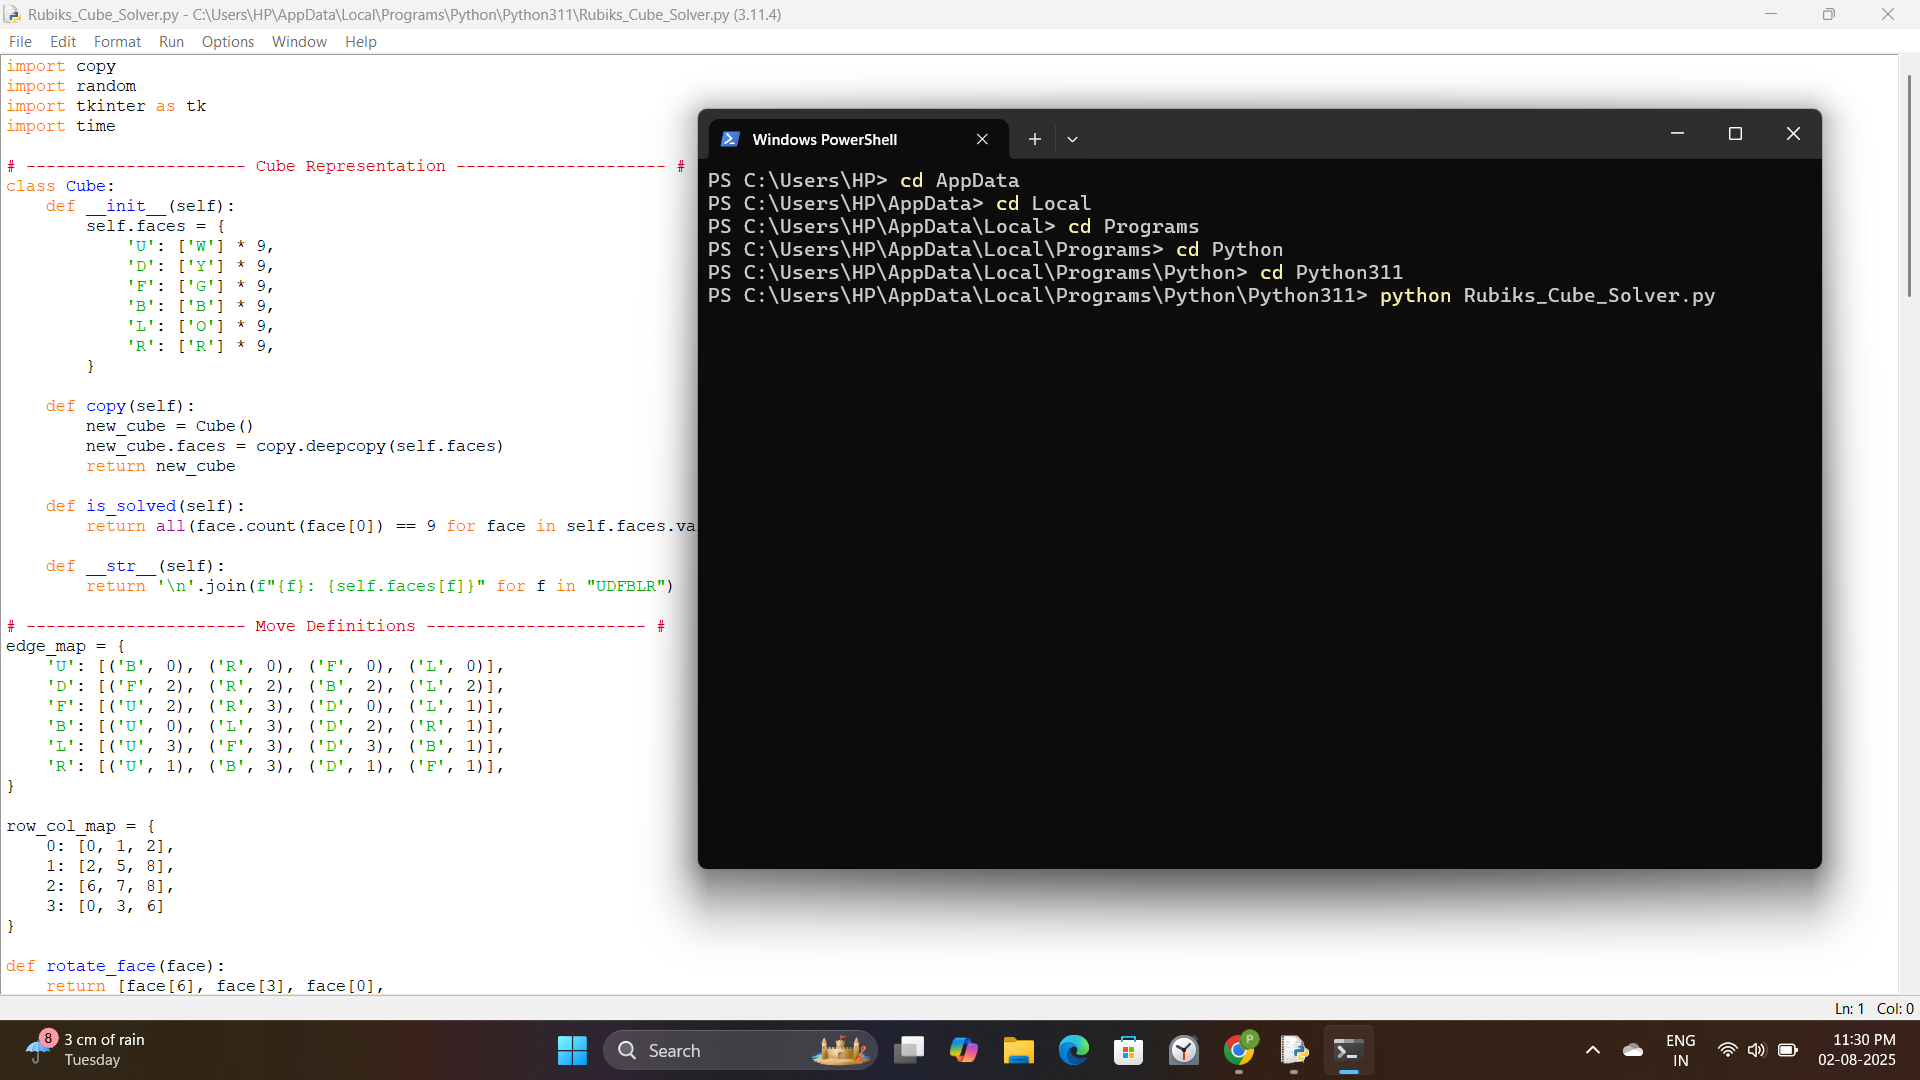 Rubiks_Cube_Solver.py - C:\Users\HP\AppData\Local\Programs\Python\Python311\Rubiks_Cube_Solver.py (3.11.4)
File Edit Format Run Options Window Help
import copy
import random
import tkinter as tk
import time
# ---------------------- Cube Representation --------------------- #
class Cube:
    def __init__(self):
        self.faces = {
            'U': ['W'] * 9,
            'D': ['Y'] * 9,
            'F': ['G'] * 9,
            'B': ['B'] * 9,
            'L': ['O'] * 9,
            'R': ['R'] * 9,
        }
    def copy(self):
        new_cube = Cube()
        new_cube.faces = copy.deepcopy(self.faces)
        return new_cube
    def is_solved(self):
        return all(face.count(face[0]) == 9 for face in self.faces.va
    def __str__(self):
        return '\n'.join(f"{f}: {self.faces[f]}" for f in "UDFBLR")
# ---------------------- Move Definitions ---------------------- #
edge_map = {
    'U': [('B', 0), ('R', 0), ('F', 0), ('L', 0)],
    'D': [('F', 2), ('R', 2), ('B', 2), ('L', 2)],
    'F': [('U', 2), ('R', 3), ('D', 0), ('L', 1)],
    'B': [('U', 0), ('L', 3), ('D', 2), ('R', 1)],
    'L': [('U', 3), ('F', 3), ('D', 3), ('B', 1)],
    'R': [('U', 1), ('B', 3), ('D', 1), ('F', 1)],
}
row_col_map = {
    0: [0, 1, 2],
    1: [2, 5, 8],
    2: [6, 7, 8],
    3: [0, 3, 6]
}
def rotate_face(face):
    return [face[6], face[3], face[0],
Windows PowerShell
PS C:\Users\HP> cd AppData
PS C:\Users\HP\AppData> cd Local
PS C:\Users\HP\AppData\Local> cd Programs
PS C:\Users\HP\AppData\Local\Programs> cd Python
PS C:\Users\HP\AppData\Local\Programs\Python> cd Python311
PS C:\Users\HP\AppData\Local\Programs\Python\Python311> python Rubiks_Cube_Solver.py
Ln: 1 Col: 0
8
3 cm of rain
Tuesday
Search
P
ENG
IN
11:30 PM
02-08-2025